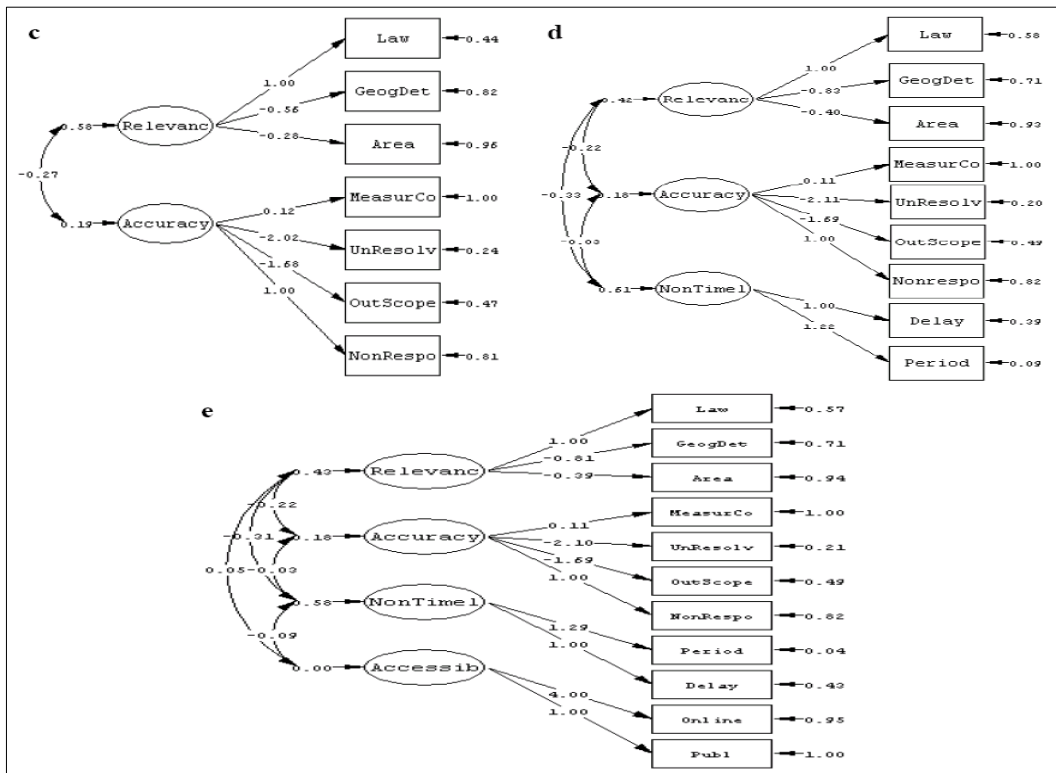 c
Law
0.44
1.00
GeogDet
0.82
-0.56
0.58
Relevanc
-0.28
Area
0.96
-0.27
MeasurCo
1.00
0.12
0.19
Accuracy
-2.02
UnResolv
0.24
-1.68
1.00
OutScope
0.47
NonRespo
0.81
d
Law
0.58
1.00
GeogDet
0.71
-0.83
0.42
Relevanc
-0.40
Area
0.93
-0.22
MeasurCo
1.00
0.11
-0.33
0.18
Accuracy
-2.11
UnResolv
0.20
-1.69
OutScope
0.49
1.00
-0.03
Nonrespo
0.82
0.61
NonTimel
1.00
Delay
0.39
1.22
Period
0.09
e
Law
0.57
1.00
GeogDet
0.71
-0.81
0.43
Relevanc
-0.39
Area
0.94
-0.22
MeasurCo
1.00
0.11
-0.31
0.18
Accuracy
-2.10
UnResolv
0.21
-1.69
OutScope
0.49
0.05
-0.03
1.00
NonRespo
0.82
0.58
NonTimel
1.29
Period
0.04
1.00
-0.09
Delay
0.43
0.00
Accessib
4.00
Online
0.95
1.00
Publ
1.00